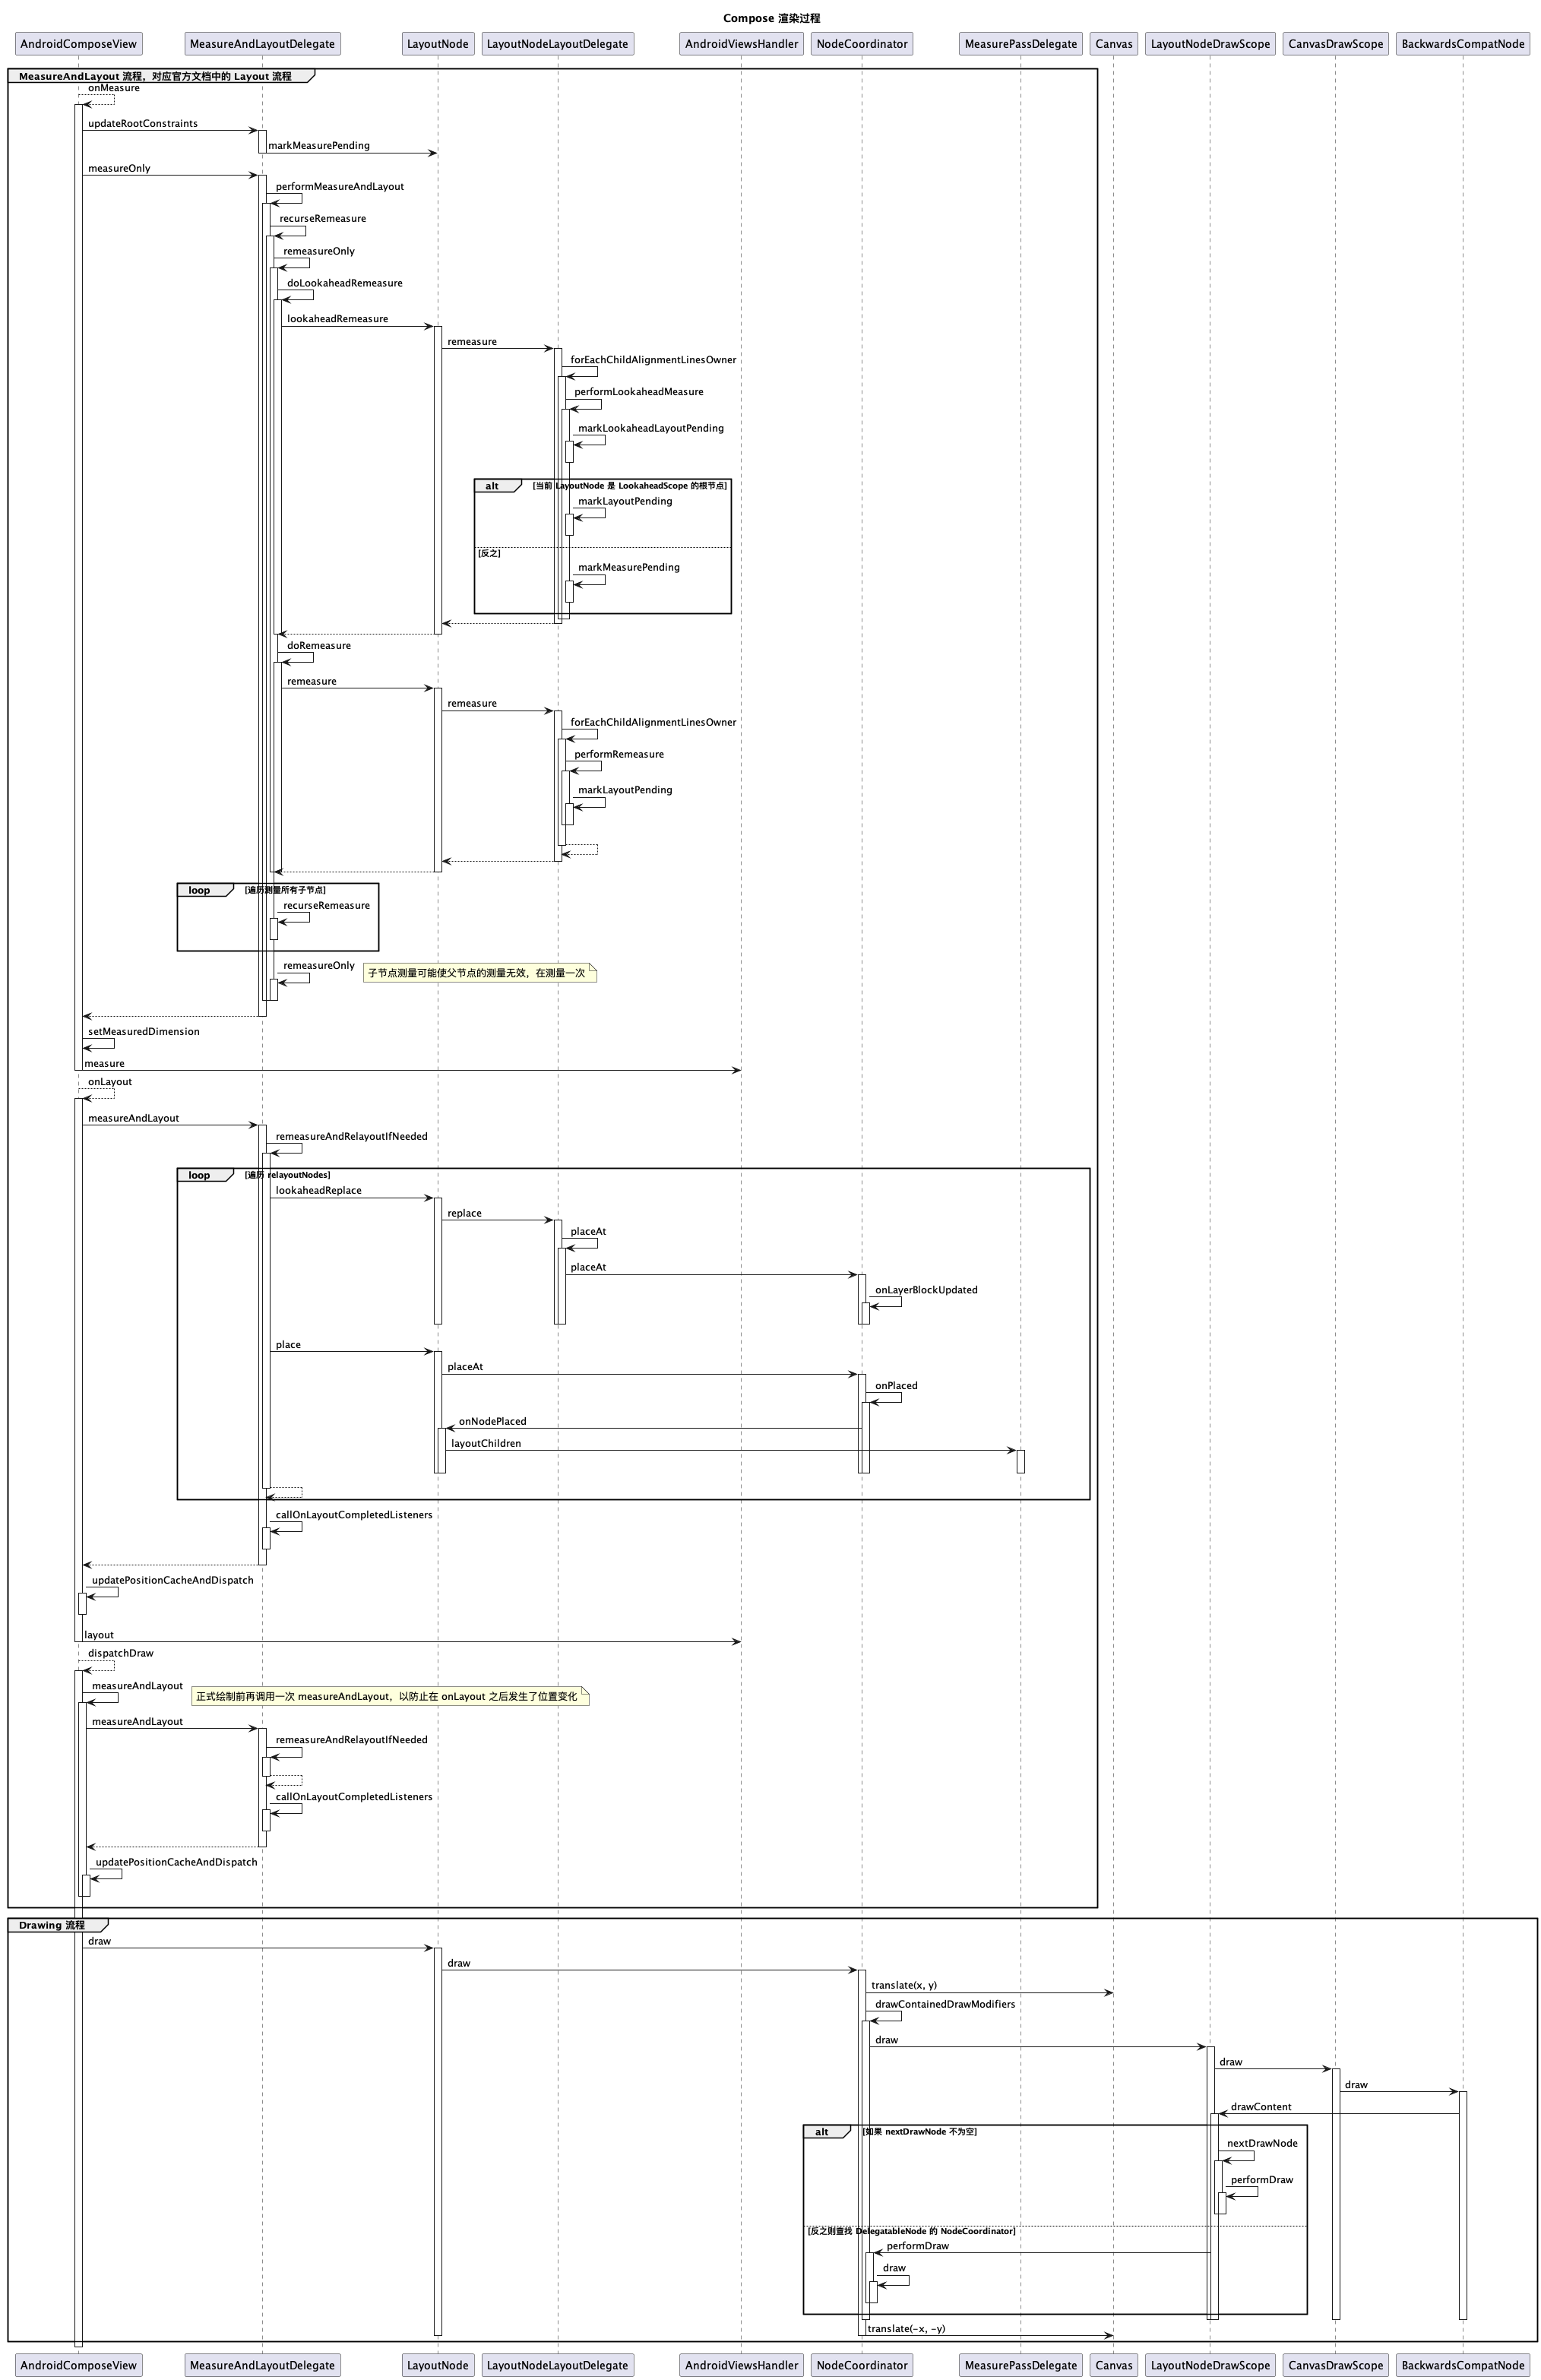 Compose 渲染过程
AndroidComposeView MeasureAndLayoutDelegate LayoutNode LayoutNodeLayoutDelegate AndroidViewsHandler NodeCoordinator MeasurePassDelegate Canvas LayoutNodeDrawScope CanvasDrawScope BackwardsCompatNode
MeasureAndLayout 流程，对应官方文档中的 Layout 流程
onMeasure
updateRootConstraints
markMeasurePending
measureOnly
performMeasureAndLayout
recurseRemeasure
remeasureOnly
doLookaheadRemeasure
lookaheadRemeasure
remeasure
forEachChildAlignmentLinesOwner
performLookaheadMeasure
markLookaheadLayoutPending
alt [当前 LayoutNode 是 LookaheadScope 的根节点]
markLayoutPending
[反之]
markMeasurePending
doRemeasure
remeasure
remeasure
forEachChildAlignmentLinesOwner
performRemeasure
markLayoutPending
loop [遍历测量所有子节点]
recurseRemeasure
remeasureOnly 子节点测量可能使父节点的测量无效，在测量一次
setMeasuredDimension
measure
onLayout
measureAndLayout
remeasureAndRelayoutIfNeeded
loop [遍历 relayoutNodes]
lookaheadReplace
replace
placeAt
placeAt
onLayerBlockUpdated
place
placeAt
onPlaced
onNodePlaced
layoutChildren
callOnLayoutCompletedListeners
updatePositionCacheAndDispatch
layout
dispatchDraw
measureAndLayout 正式绘制前再调用一次 measureAndLayout，以防止在 onLayout 之后发生了位置变化
measureAndLayout
remeasureAndRelayoutIfNeeded
callOnLayoutCompletedListeners
updatePositionCacheAndDispatch
Drawing 流程
draw
draw
translate(x, y)
drawContainedDrawModifiers
draw
draw
draw
drawContent
alt [如果 nextDrawNode 不为空]
nextDrawNode
performDraw
[反之则查找 DelegatableNode 的 NodeCoordinator]
performDraw
draw
translate(-x, -y)
AndroidComposeView MeasureAndLayoutDelegate LayoutNode LayoutNodeLayoutDelegate AndroidViewsHandler NodeCoordinator MeasurePassDelegate Canvas LayoutNodeDrawScope CanvasDrawScope BackwardsCompatNode